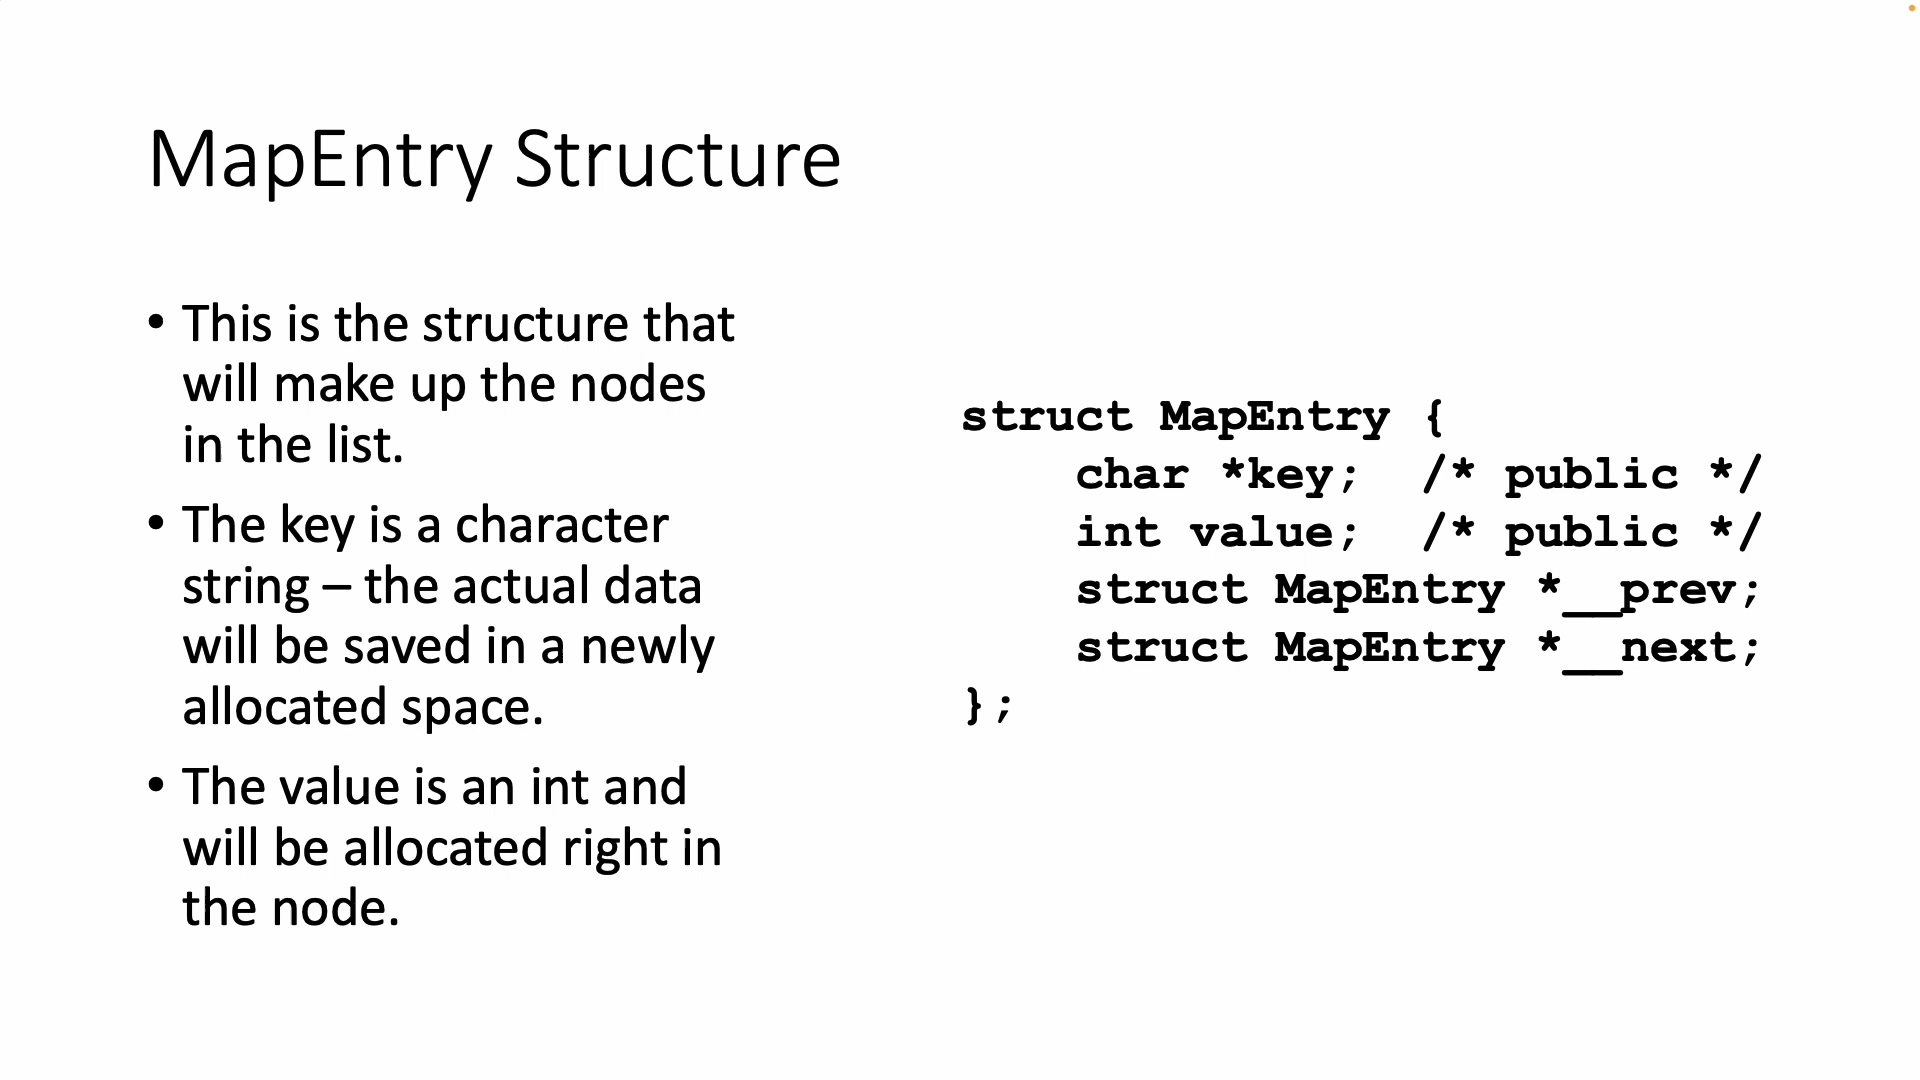 MapEntry Structure
• This is the structure that
will make up the nodes
in the list.
• The key is a character
string – the actual data
will be saved in a newly
allocated space.
• The value is an int and
will be allocated right in
the node.
struct MapEntry {
    char *key;  /* public */
    int value;  /* public */
    struct MapEntry *__prev;
    struct MapEntry *__next;
};